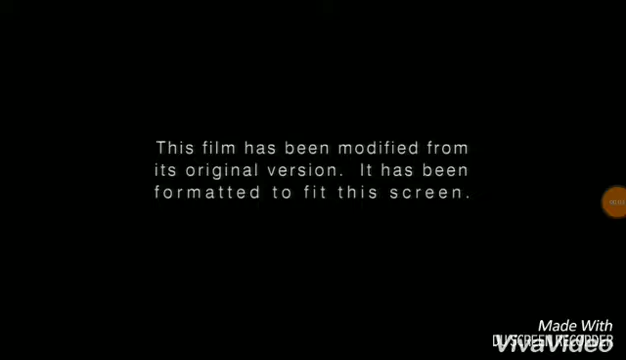 This film has been modified from
its original version. It has been
formatted to fit this screen.
Made With
DU SCREEN RECORDER
VivaVideo